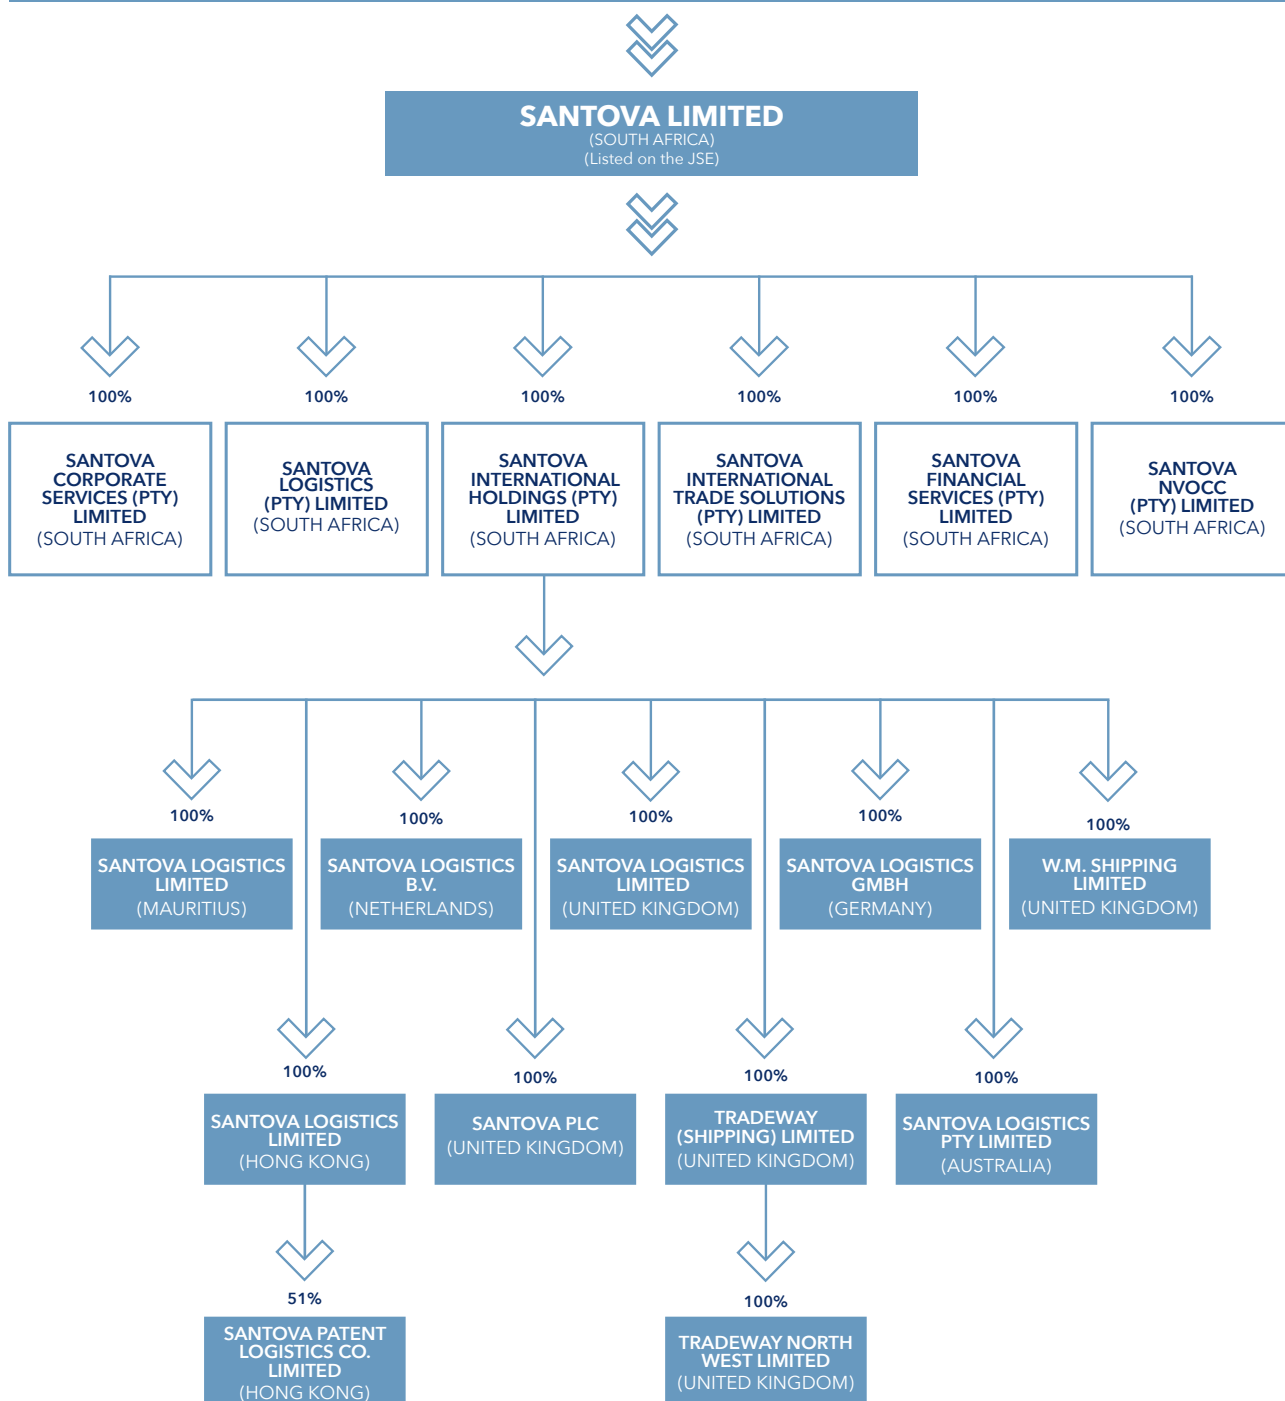 SANTOVA LIMITED
(SOUTH AFRICA)
(Listed on the JSE)
100%
100%
100%
100%
100%
100%
SANTOVA
CORPORATE
SERVICES (PTY)
LIMITED
(SOUTH AFRICA)
SANTOVA
LOGISTICS
(PTY) LIMITED
(SOUTH AFRICA)
SANTOVA
INTERNATIONAL
HOLDINGS (PTY)
LIMITED
(SOUTH AFRICA)
SANTOVA
INTERNATIONAL
TRADE SOLUTIONS
(PTY) LIMITED
(SOUTH AFRICA)
SANTOVA
FINANCIAL
SERVICES (PTY)
LIMITED
(SOUTH AFRICA)
SANTOVA
NVOCC
(PTY) LIMITED
(SOUTH AFRICA)
100%
100%
100%
100%
100%
SANTOVA LOGISTICS
LIMITED
(MAURITIUS)
SANTOVA LOGISTICS
B.V.
(NETHERLANDS)
SANTOVA LOGISTICS
LIMITED
(UNITED KINGDOM)
SANTOVA LOGISTICS
GMBH
(GERMANY)
W.M. SHIPPING
LIMITED
(UNITED KINGDOM)
100%
100%
100%
100%
SANTOVA LOGISTICS
LIMITED
(HONG KONG)
SANTOVA PLC
(UNITED KINGDOM)
TRADEWAY
(SHIPPING) LIMITED
(UNITED KINGDOM)
SANTOVA LOGISTICS
PTY LIMITED
(AUSTRALIA)
51%
100%
SANTOVA PATENT
LOGISTICS CO.
LIMITED
(HONG KONG)
TRADEWAY NORTH
WEST LIMITED
(UNITED KINGDOM)